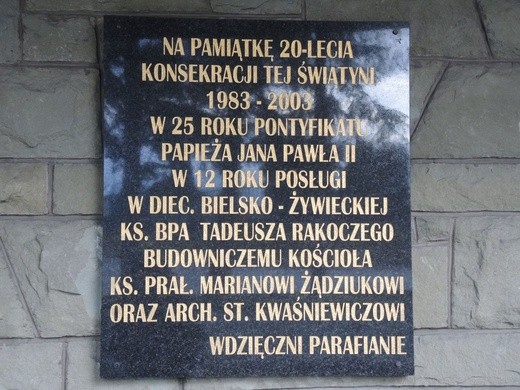 NA PAMIĄTKĘ 20-LECIA
KONSEKRACJI TEJ ŚWIATYNI
1983 - 2003
W 25 ROKU PONTYFIKATU
PAPIEŻA JANA PAWŁA II
W 12 ROKU POSŁUGI
W DIEC. BIELSKO - ŻYWIECKIEJ
KS. BPA TADEUSZA RAKOCZEGO
BUDOWNICZEMU KOŚCIOŁA
KS. PRAŁ. MARIANOWI ŻĄDZIUKOWI
ORAZ ARCH. ST. KWAŚNIEWICZOWI
WDZIĘCZNI PARAFIANIE